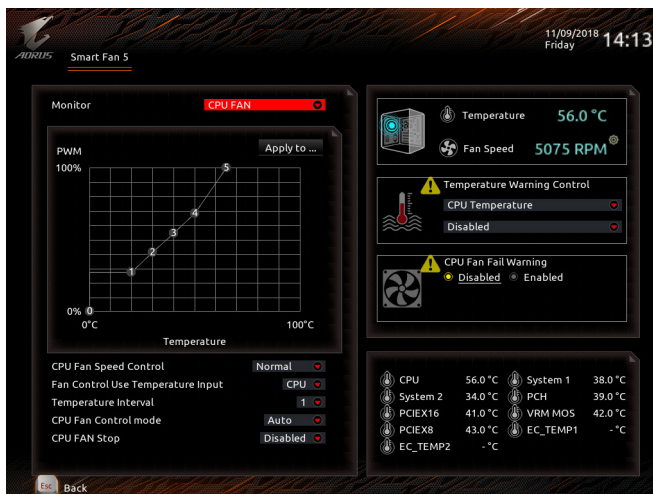 AORUS
Smart Fan 5
11/09/2018
Friday
14:13
Monitor
CPU FAN
PWM
Apply to ...
100%
5
4
3
2
1
0% 0
0°C 100°C
Temperature
CPU Fan Speed Control Normal
Fan Control Use Temperature Input CPU
Temperature Interval 1
CPU Fan Control mode Auto
CPU FAN Stop Disabled
Temperature 56.0 °C
Fan Speed 5075 RPM
Temperature Warning Control
CPU Temperature
Disabled
CPU Fan Fail Warning
Disabled Enabled
CPU 56.0 °C System 1 38.0 °C
System 2 34.0 °C PCH 39.0 °C
PCIEX16 41.0 °C VRM MOS 42.0 °C
PCIEX8 43.0 °C EC_TEMP1 - °C
EC_TEMP2 - °C
Esc Back